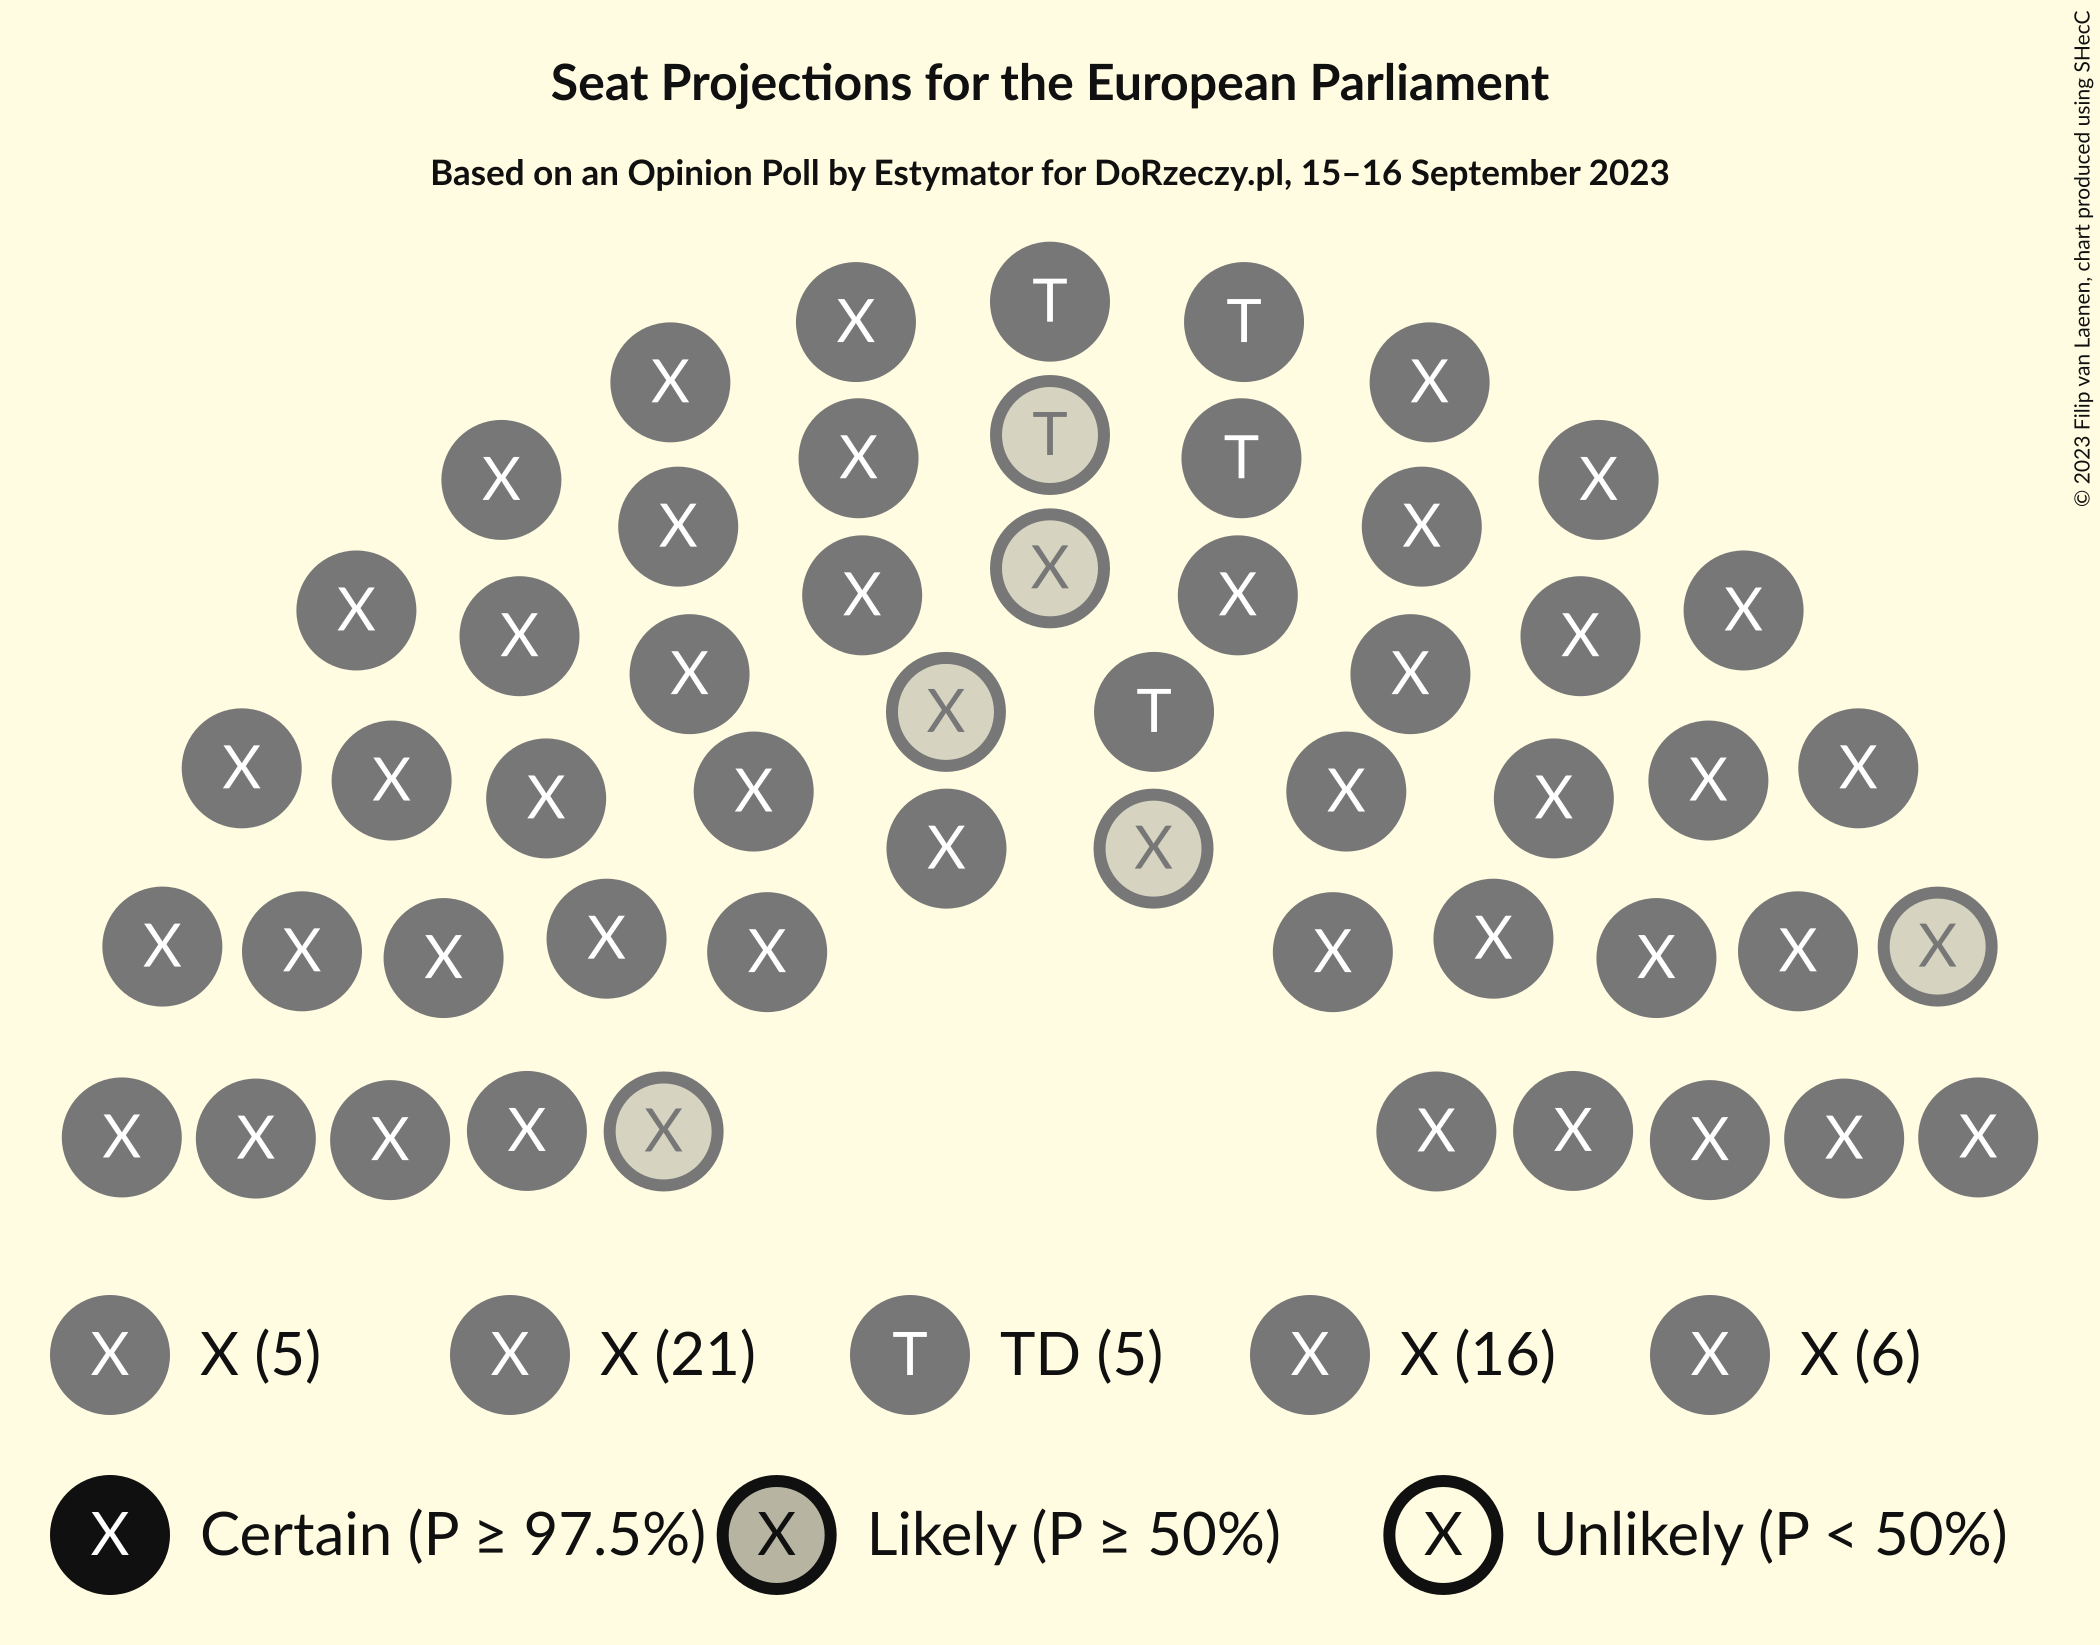 Seat Projections for the European Parliament
Based on an Opinion Poll by Estymator for DoRzeczy.pl, 15–16 September 2023
© 2023 Filip van Laenen, chart produced using SHecC
T
X T
X X
T
X T
X X
X X
X
X X
X X
X X
X X
X X
X T
X X
X X X
X X
X X X
X X
X X X X X
X X X X X
X X X X X
X X X X X
X X (5) X X (21) T TD (5) X X (16) X X (6)
X Certain (P ≥ 97.5%) X Likely (P ≥ 50%) X Unlikely (P < 50%)